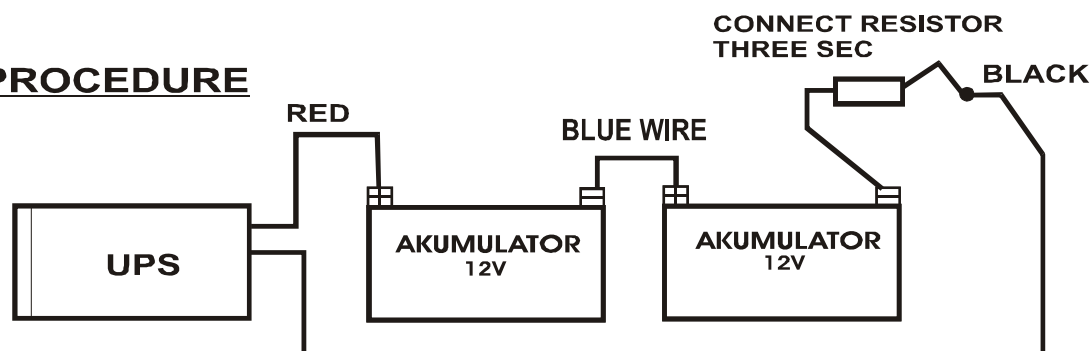 CONNECT RESISTOR
THREE SEC
PROCEDURE
BLACK
RED
BLUE WIRE
UPS
AKUMULATOR
12V
AKUMULATOR
12V